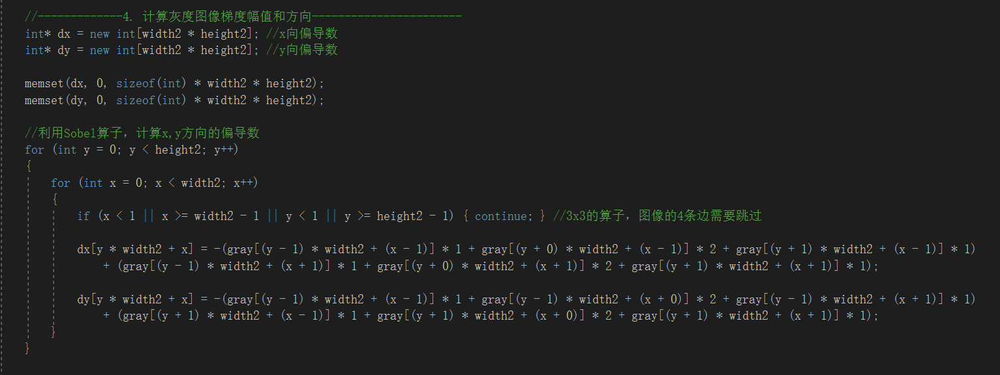 //-------------4. 计算灰度图像梯度幅值和方向-----------------------
int* dx = new int[width2 * height2]; //x向偏导数
int* dy = new int[width2 * height2]; //y向偏导数
memset(dx, 0, sizeof(int) * width2 * height2);
memset(dy, 0, sizeof(int) * width2 * height2);
//利用Sobel算子，计算x,y方向的偏导数
for (int y = 0; y < height2; y++)
{
for (int x = 0; x < width2; x++)
{
if (x < 1 || x >= width2 - 1 || y < 1 || y >= height2 - 1) { continue; } //3x3的算子，图像的4条边需要跳过
dx[y * width2 + x] = -(gray[(y - 1) * width2 + (x - 1)] * 1 + gray[(y + 0) * width2 + (x - 1)] * 2 + gray[(y + 1) * width2 + (x - 1)] * 1)
+ (gray[(y - 1) * width2 + (x + 1)] * 1 + gray[(y + 0) * width2 + (x + 1)] * 2 + gray[(y + 1) * width2 + (x + 1)] * 1);
dy[y * width2 + x] = -(gray[(y - 1) * width2 + (x - 1)] * 1 + gray[(y - 1) * width2 + (x + 0)] * 2 + gray[(y - 1) * width2 + (x + 1)] * 1)
+ (gray[(y + 1) * width2 + (x - 1)] * 1 + gray[(y + 1) * width2 + (x + 0)] * 2 + gray[(y + 1) * width2 + (x + 1)] * 1);
}
}